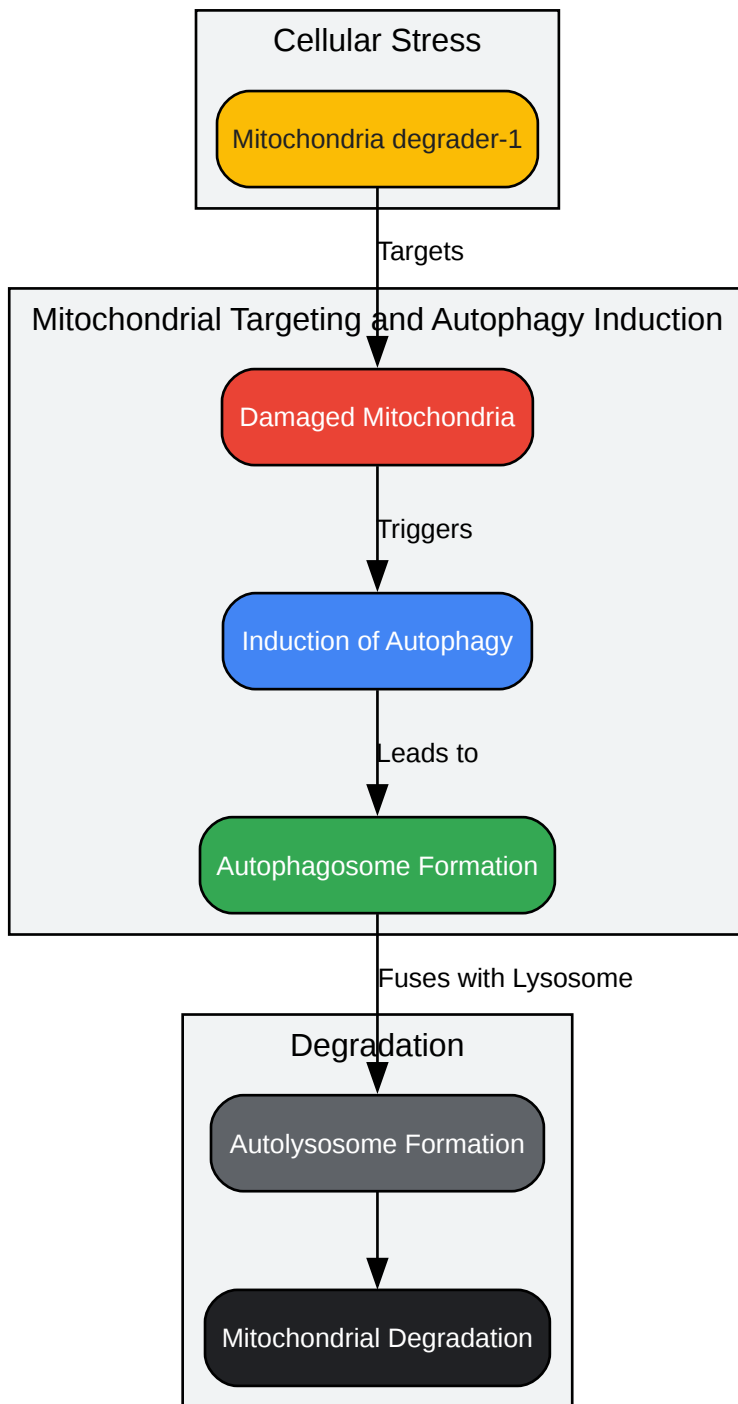 Cellular Stress
Mitochondria degrader-1
Targets
Mitochondrial Targeting and Autophagy Induction
Damaged Mitochondria
Triggers
Induction of Autophagy
Leads to
Autophagosome Formation
Fuses with Lysosome
Degradation
Autolysosome Formation
Mitochondrial Degradation